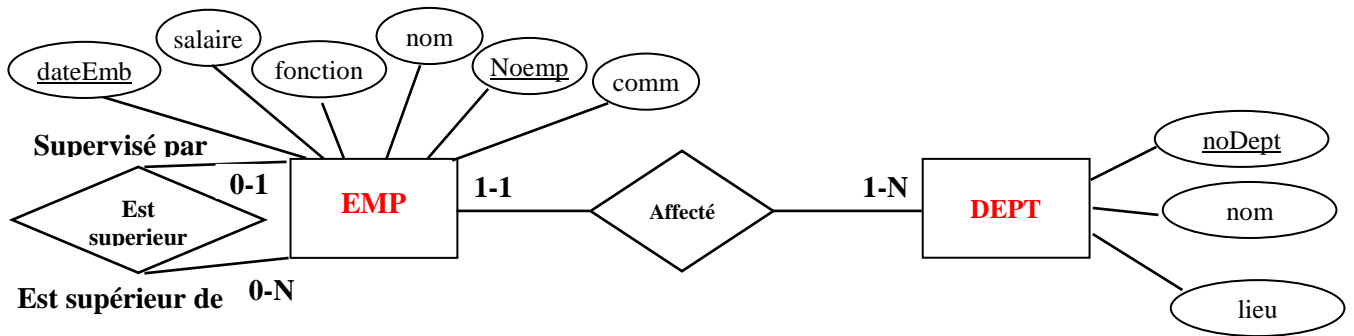 salaire
nom
dateEmb
fonction
Noemp
comm
Supervisé par
0-1
EMP
1-1
Est
superieur
Affecté
1-N
DEPT
noDept
nom
lieu
Est supérieur de
0-N